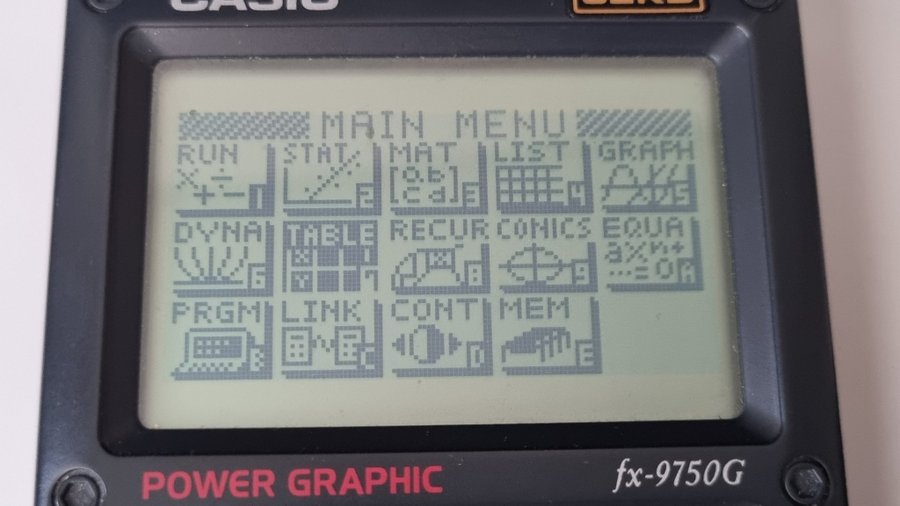 CASIO
MAIN MENU
RUN STAT MAT LIST GRAPH
DYNA TABLE RECUR CONICS EQUA
PRGM LINK CONT MEM
POWER GRAPHIC fx-9750G